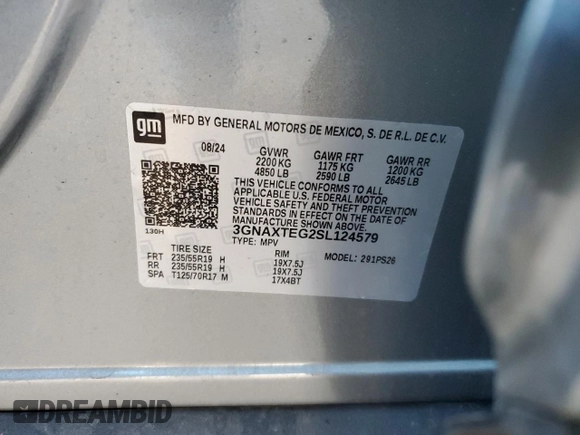 gm MFD BY GENERAL MOTORS DE MEXICO, S. DE R.L. DE C.V.
08/24 GVWR GAWR FRT GAWR RR
2200 KG 1175 KG 1200 KG
4850 LB 2590 LB 2645 LB
THIS VEHICLE CONFORMS TO ALL
APPLICABLE U.S. FEDERAL MOTOR
VEHICLE SAFETY AND THEFT PREVENTION
STANDARDS IN EFFECT ON THE DATE OF
MANUFACTURE SHOWN ABOVE.
130H 3GNAXTEG2SL124579
TYPE: MPV MODEL: 291PS26
TIRE SIZE RIM
FRT 235/55R19 H 19X7.5J
RR 235/55R19 H 19X7.5J
SPA T125/70R17 M 17X4BT
DREAMBID